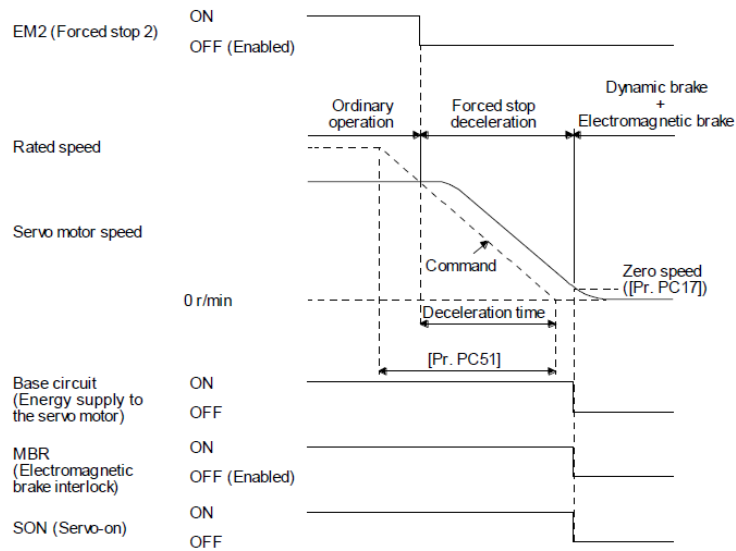 EM2 (Forced stop 2)
ON
OFF (Enabled)
Ordinary
operation
Forced stop
deceleration
Dynamic brake
+
Electromagnetic brake
Rated speed
Servo motor speed
Command
Zero speed
([Pr. PC17])
0 r/min
Deceleration time
[Pr. PC51]
Base circuit
(Energy supply to
the servo motor)
ON
OFF
MBR
(Electromagnetic
brake interlock)
ON
OFF (Enabled)
SON (Servo-on)
ON
OFF